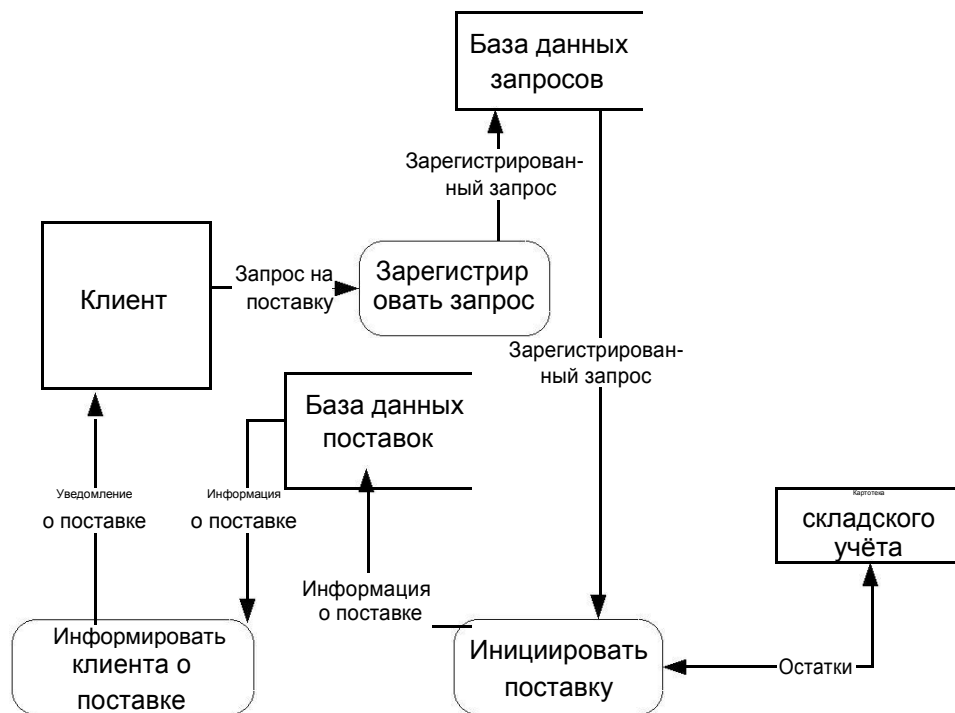 База данных
запросов
Зарегистрирован-
ный запрос
Клиент
Запрос на
поставку
Зарегистрир
овать запрос
Зарегистрирован-
ный запрос
База данных
поставок
Уведомление
о поставке
Информация
о поставке
Картотека
складского
учёта
Информация
о поставке
Информировать
клиента о
поставке
Инициировать
поставку
Остатки